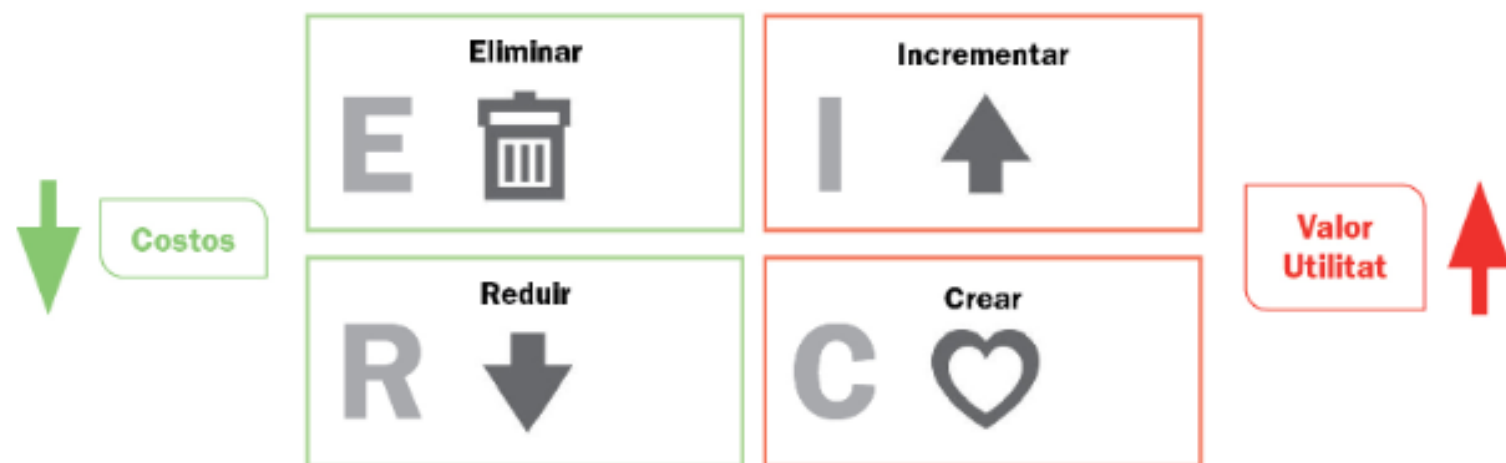 Eliminar
E
Incrementar
I
Costos
Valor
Utilitat
Reduir
R
Crear
C